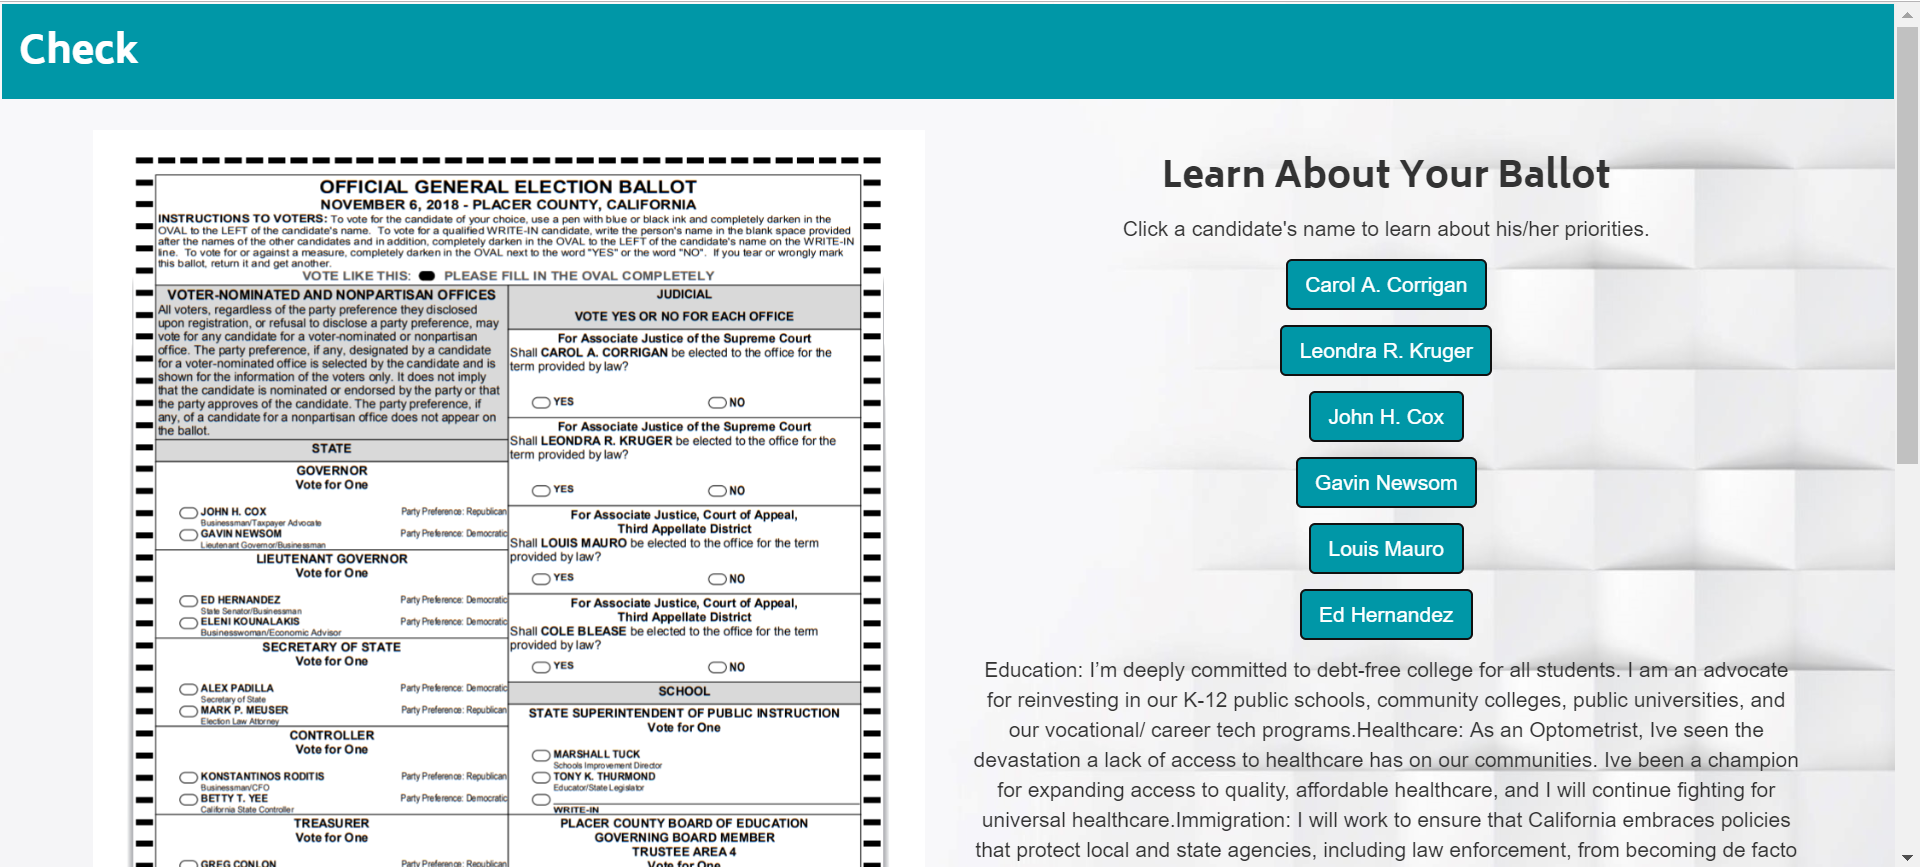 Check
OFFICIAL GENERAL ELECTION BALLOT
NOVEMBER 6, 2018 - PLACER COUNTY, CALIFORNIA
INSTRUCTIONS TO VOTERS: To vote for the candidate of your choice, use a pen with blue or black ink and completely darken in the
OVAL to the LEFT of the candidate's name. To vote for a qualified WRITE-IN candidate, write the person's name in the blank space provided
after the names of the other candidates and in addition, completely darken in the OVAL to the LEFT of the candidate's name on the WRITE-IN
line. To vote for or against a measure, completely darken in the OVAL next to the word "YES" or the word "NO". If you tear or wrongly mark
this ballot, return it and get another.
VOTE LIKE THIS: PLEASE FILL IN THE OVAL COMPLETELY
VOTER-NOMINATED AND NONPARTISAN OFFICES
All voters, regardless of the party preference they disclosed
upon registration, or refusal to disclose a party preference, may
vote for any candidate for a voter-nominated or nonpartisan
office. The party preference, if any, designated by a candidate
for a voter-nominated office is selected by the candidate and is
shown for the information of the voters only. It does not imply
that the candidate is nominated or endorsed by the party or that
the party approves of the candidate. The party preference, if
any, of a candidate for a nonpartisan office does not appear on
the ballot.
STATE
GOVERNOR
Vote for One
JOHN H. COX Party Preference: Republican
Businessman/Taxpayer Advocate
GAVIN NEWSOM Party Preference: Democratic
Lieutenant Governor/Businessman
LIEUTENANT GOVERNOR
Vote for One
ED HERNANDEZ Party Preference: Democratic
State Senator/Businessman
ELENI KOUNALAKIS Party Preference: Democratic
Businesswoman/Economic Advisor
SECRETARY OF STATE
Vote for One
ALEX PADILLA Party Preference: Democratic
Secretary of State
MARK P. MEUSER Party Preference: Republican
Election Law Attorney
CONTROLLER
Vote for One
KONSTANTINOS RODITIS Party Preference: Republican
Businessman/CFO
BETTY T. YEE Party Preference: Democratic
California State Controller
TREASURER
Vote for One
GREG CONLON Party Preference: Republican
JUDICIAL
VOTE YES OR NO FOR EACH OFFICE
For Associate Justice of the Supreme Court
Shall CAROL A. CORRIGAN be elected to the office for the
term provided by law?
YES NO
For Associate Justice of the Supreme Court
Shall LEONDRA R. KRUGER be elected to the office for the
term provided by law?
YES NO
For Associate Justice, Court of Appeal,
Third Appellate District
Shall LOUIS MAURO be elected to the office for the term
provided by law?
YES NO
For Associate Justice, Court of Appeal,
Third Appellate District
Shall COLE BLEASE be elected to the office for the term
provided by law?
YES NO
SCHOOL
STATE SUPERINTENDENT OF PUBLIC INSTRUCTION
Vote for One
MARSHALL TUCK
Schools Improvement Director
TONY K. THURMOND
Educator/State Legislator
WRITE-IN
PLACER COUNTY BOARD OF EDUCATION
GOVERNING BOARD MEMBER
TRUSTEE AREA 4
Vote for One
Learn About Your Ballot
Click a candidate's name to learn about his/her priorities.
Carol A. Corrigan
Leondra R. Kruger
John H. Cox
Gavin Newsom
Louis Mauro
Ed Hernandez
Education: I’m deeply committed to debt-free college for all students. I am an advocate
for reinvesting in our K-12 public schools, community colleges, public universities, and
our vocational/ career tech programs.Healthcare: As an Optometrist, Ive seen the
devastation a lack of access to healthcare has on our communities. Ive been a champion
for expanding access to quality, affordable healthcare, and I will continue fighting for
universal healthcare.Immigration: I will work to ensure that California embraces policies
that protect local and state agencies, including law enforcement, from becoming de facto